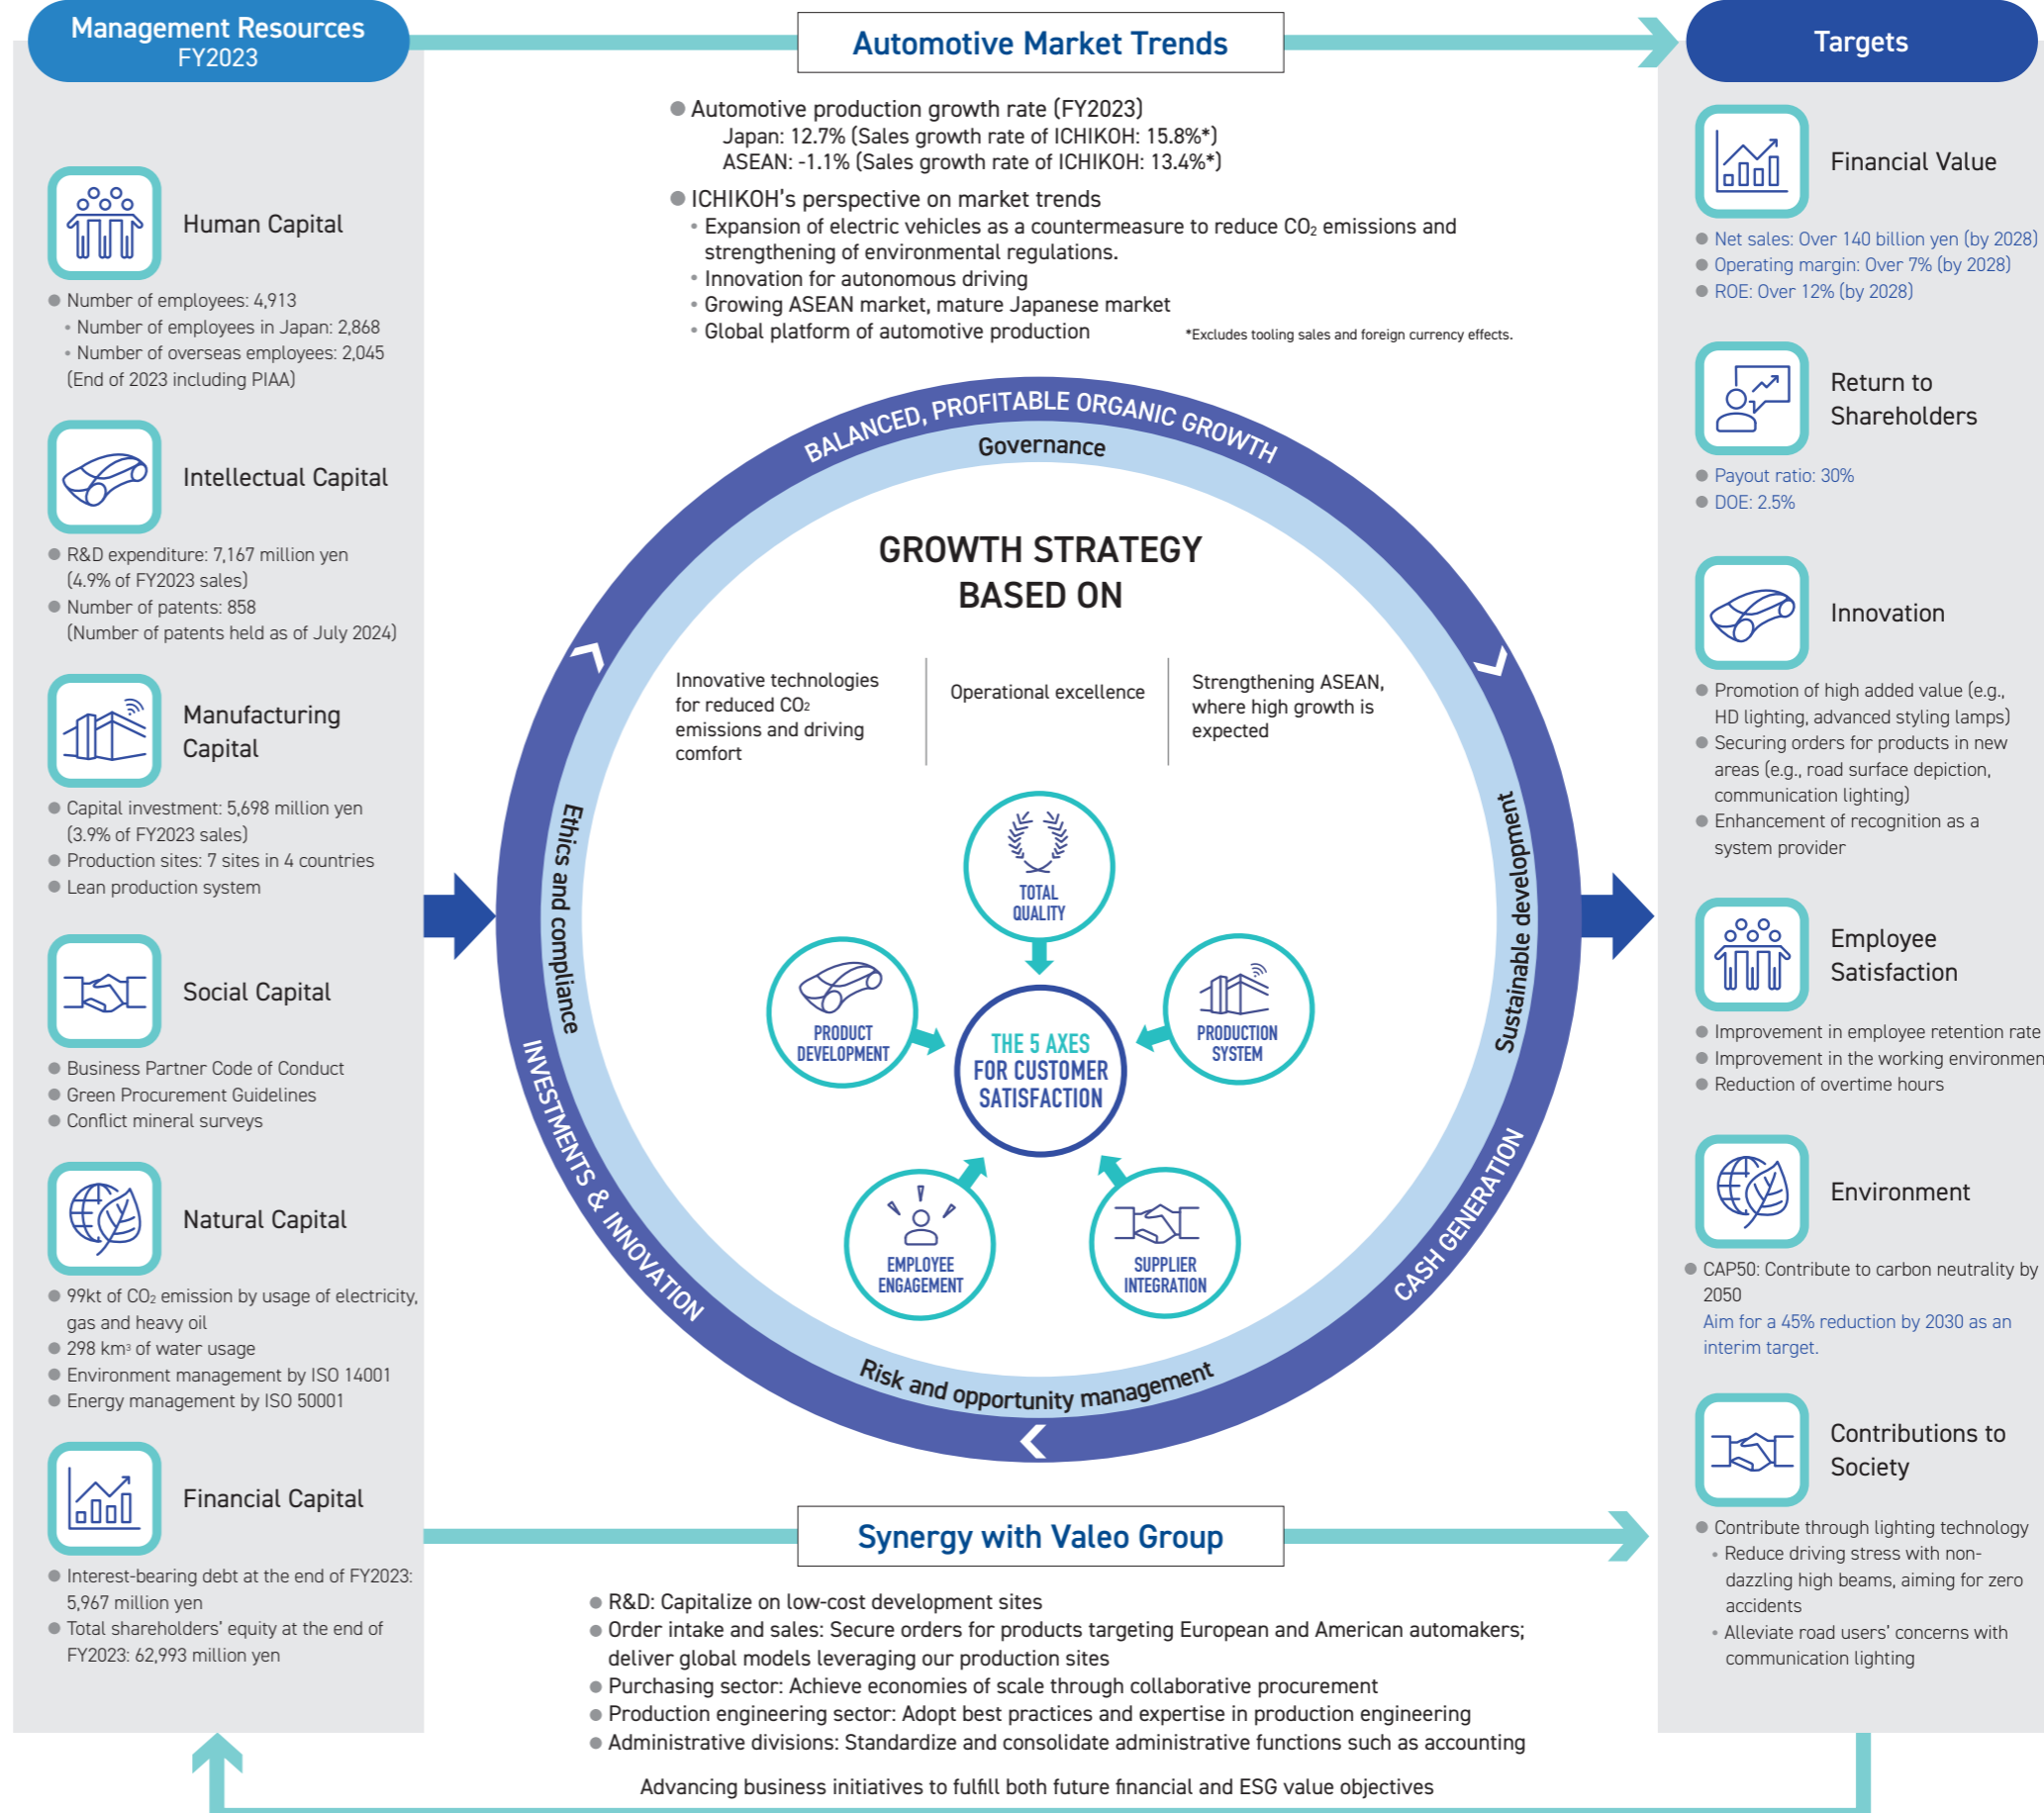 Management Resources
FY2023
Human Capital
Number of employees: 4,913
Number of employees in Japan: 2,868
Number of overseas employees: 2,045
(End of 2023 including PIAA)
Intellectual Capital
R&D expenditure: 7,167 million yen
(4.9% of FY2023 sales)
Number of patents: 858
(Number of patents held as of July 2024)
Manufacturing
Capital
Capital investment: 5,698 million yen
(3.9% of FY2023 sales)
Production sites: 7 sites in 4 countries
Lean production system
Social Capital
Business Partner Code of Conduct
Green Procurement Guidelines
Conflict mineral surveys
Natural Capital
99kt of CO₂ emission by usage of electricity,
gas and heavy oil
298 km³ of water usage
Environment management by ISO 14001
Energy management by ISO 50001
Financial Capital
Interest-bearing debt at the end of FY2023:
5,967 million yen
Total shareholders' equity at the end of
FY2023: 62,993 million yen
Automotive Market Trends
Automotive production growth rate (FY2023)
Japan: 12.7% (Sales growth rate of ICHIKOH: 15.8%*)
ASEAN: -1.1% (Sales growth rate of ICHIKOH: 13.4%*)
ICHIKOH's perspective on market trends
Expansion of electric vehicles as a countermeasure to reduce CO₂ emissions and
strengthening of environmental regulations.
Innovation for autonomous driving
Growing ASEAN market, mature Japanese market
Global platform of automotive production
*Excludes tooling sales and foreign currency effects.
BALANCED, PROFITABLE ORGANIC GROWTH
Governance
GROWTH STRATEGY
BASED ON
Innovative technologies
for reduced CO₂
emissions and driving
comfort
Operational excellence
Strengthening ASEAN,
where high growth is
expected
Ethics and compliance
Sustainable development
TOTAL
QUALITY
PRODUCT
DEVELOPMENT
PRODUCTION
SYSTEM
THE 5 AXES
FOR CUSTOMER
SATISFACTION
EMPLOYEE
ENGAGEMENT
SUPPLIER
INTEGRATION
INVESTMENTS & INNOVATION
CASH GENERATION
Risk and opportunity management
Synergy with Valeo Group
R&D: Capitalize on low-cost development sites
Order intake and sales: Secure orders for products targeting European and American automakers;
deliver global models leveraging our production sites
Purchasing sector: Achieve economies of scale through collaborative procurement
Production engineering sector: Adopt best practices and expertise in production engineering
Administrative divisions: Standardize and consolidate administrative functions such as accounting
Advancing business initiatives to fulfill both future financial and ESG value objectives
Targets
Financial Value
Net sales: Over 140 billion yen (by 2028)
Operating margin: Over 7% (by 2028)
ROE: Over 12% (by 2028)
Return to
Shareholders
Payout ratio: 30%
DOE: 2.5%
Innovation
Promotion of high added value (e.g.,
HD lighting, advanced styling lamps)
Securing orders for products in new
areas (e.g., road surface depiction,
communication lighting)
Enhancement of recognition as a
system provider
Employee
Satisfaction
Improvement in employee retention rate
Improvement in the working environmen
Reduction of overtime hours
Environment
CAP50: Contribute to carbon neutrality by
2050
Aim for a 45% reduction by 2030 as an
interim target.
Contributions to
Society
Contribute through lighting technology
Reduce driving stress with non-
dazzling high beams, aiming for zero
accidents
Alleviate road users' concerns with
communication lighting